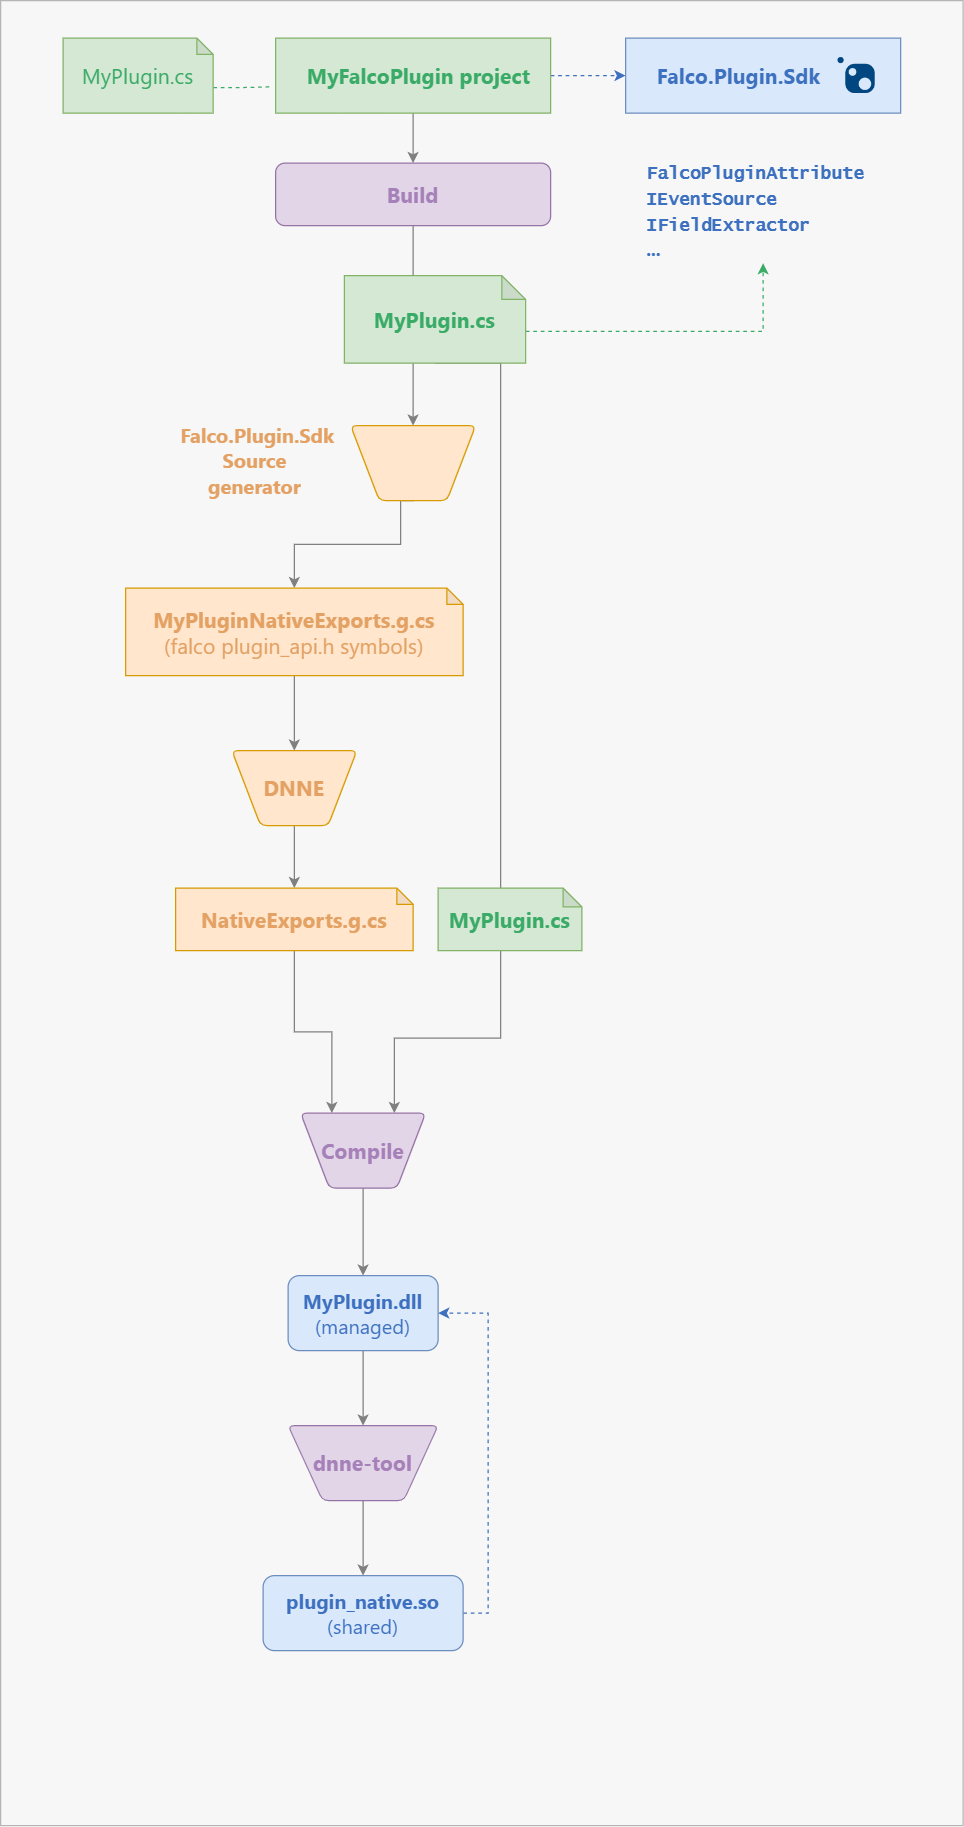 MyPlugin.cs
MyFalcoPlugin project
Falco.Plugin.Sdk
Build
FalcoPluginAttribute
IEventSource
IFieldExtractor
...
MyPlugin.cs
Falco.Plugin.Sdk
Source
generator
MyPluginNativeExports.g.cs
(falco plugin_api.h symbols)
DNNE
NativeExports.g.cs
MyPlugin.cs
Compile
MyPlugin.dll
(managed)
dnne-tool
plugin_native.so
(shared)